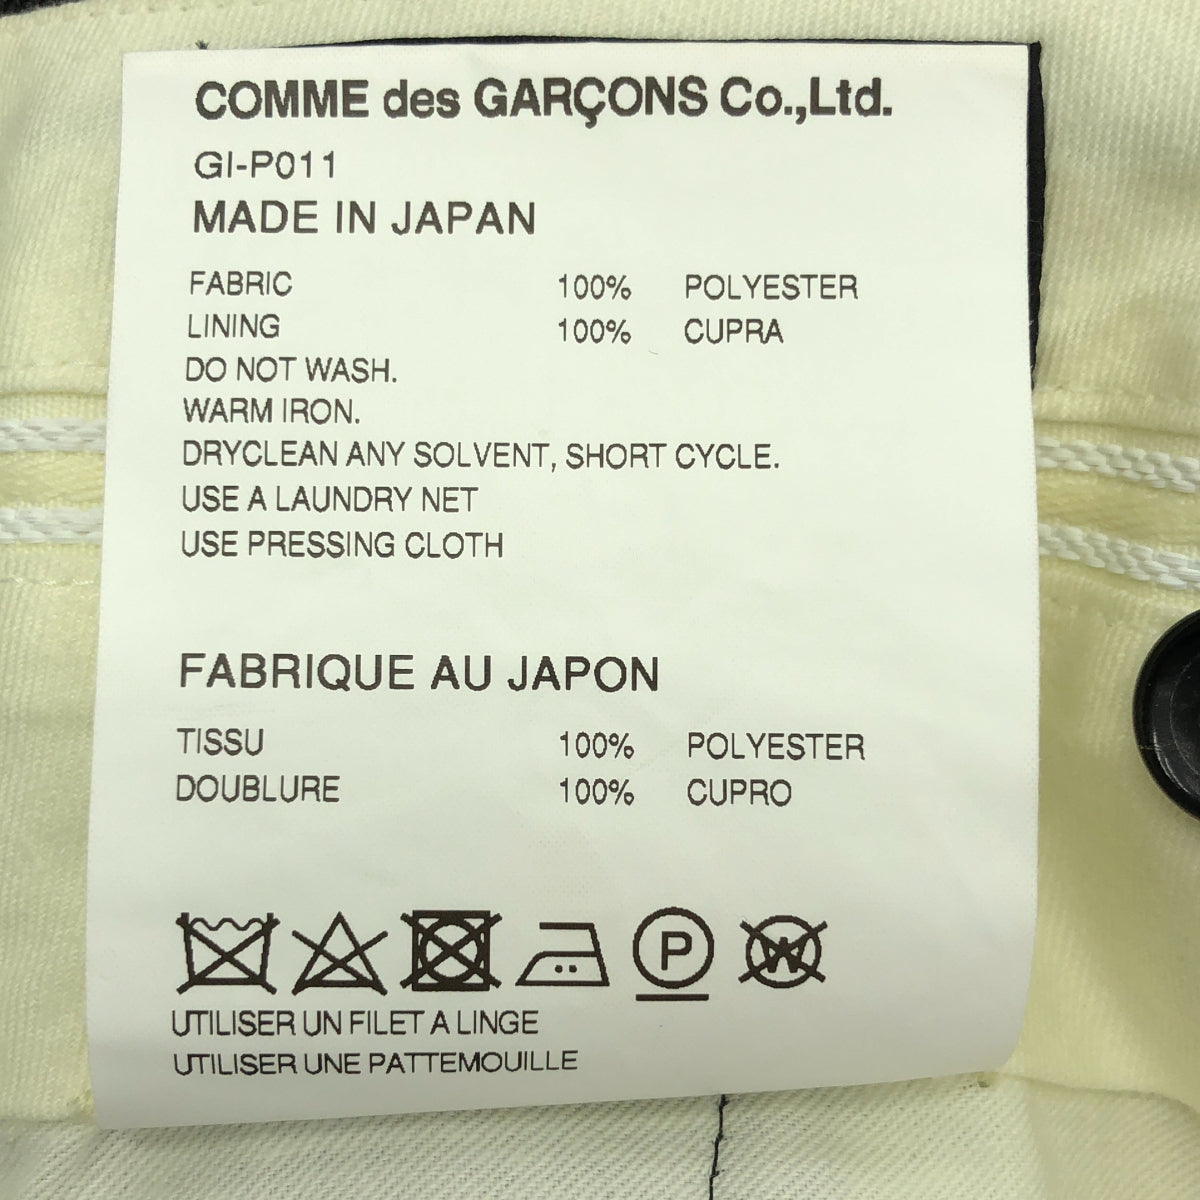 COMME des GARÇONS Co.,Ltd.
GI-P011
MADE IN JAPAN
FABRIC 100% POLYESTER
LINING 100% CUPRA
DO NOT WASH.
WARM IRON.
DRYCLEAN ANY SOLVENT, SHORT CYCLE.
USE A LAUNDRY NET
USE PRESSING CLOTH
FABRIQUE AU JAPON
TISSU 100% POLYESTER
DOUBLURE 100% CUPRO
P W
UTILISER UN FILET A LINGE
UTILISER UNE PATTEMOUILLE